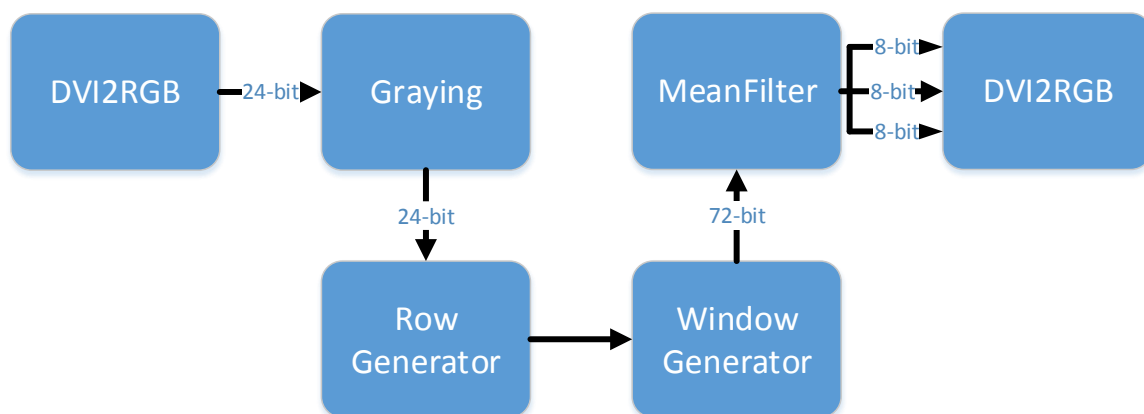 DVI2RGB
24-bit
Graying
24-bit
Row
Generator
Window
Generator
72-bit
MeanFilter
8-bit
8-bit
8-bit
DVI2RGB